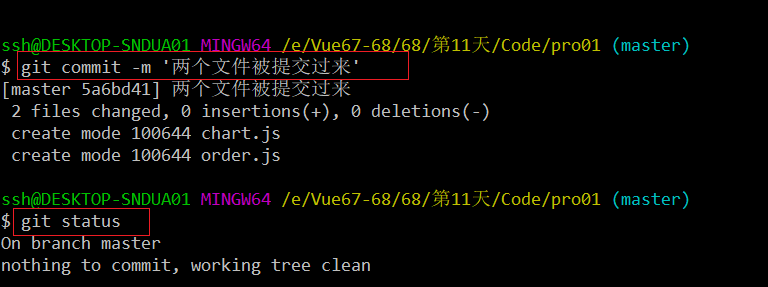 ssh@DESKTOP-SNDUA01 MINGW64 /e/Vue67-68/68/第11天/Code/pro01 (master)
$ git commit -m '两个文件被提交过来'
[master 5a6bd41] 两个文件被提交过来
 2 files changed, 0 insertions(+), 0 deletions(-)
 create mode 100644 chart.js
 create mode 100644 order.js
ssh@DESKTOP-SNDUA01 MINGW64 /e/Vue67-68/68/第11天/Code/pro01 (master)
$ git status
On branch master
nothing to commit, working tree clean